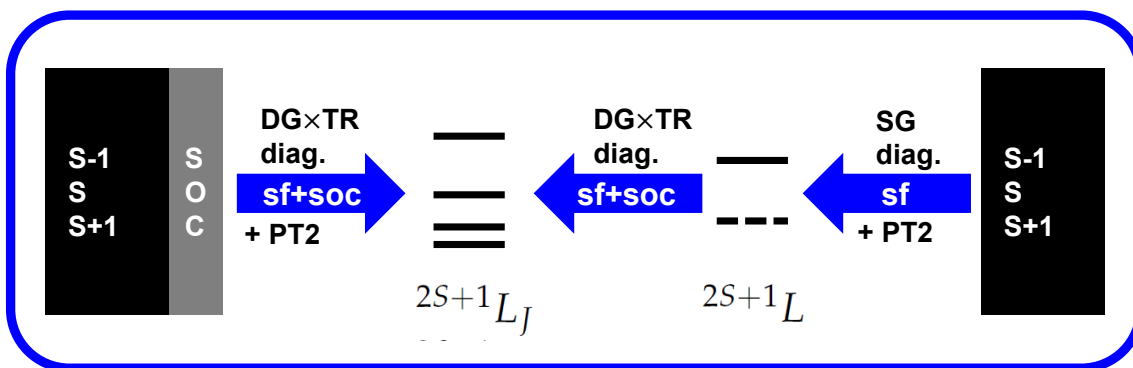 S-1
S
S+1
S
O
C
DG×TR
diag.
sf+soc
+ PT2
2S+1LJ
DG×TR
diag.
sf+soc
2S+1L
SG
diag.
sf
+ PT2
S-1
S
S+1